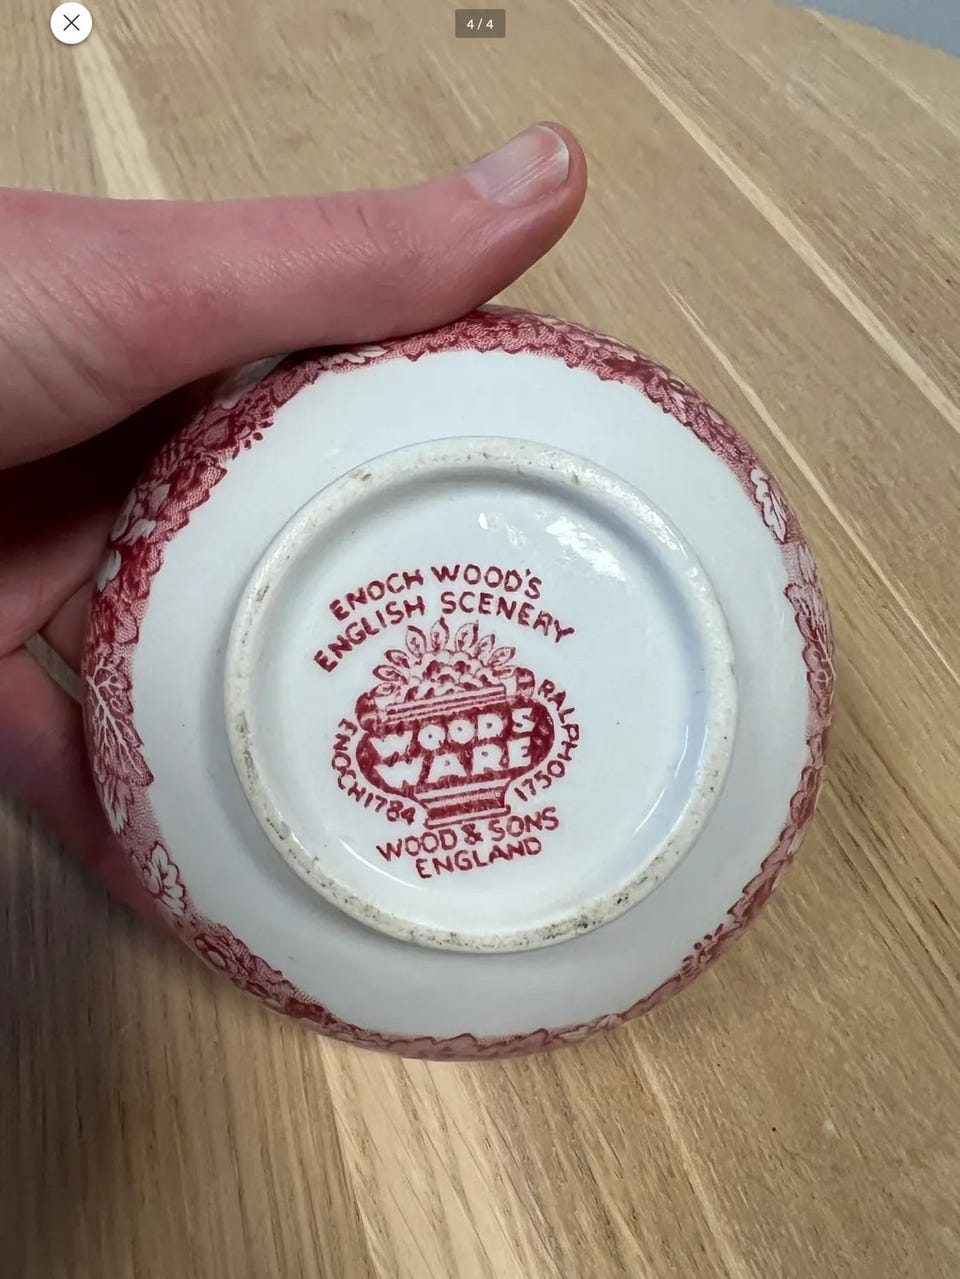 4 / 4
ENOCH WOOD'S
ENGLISH SCENERY
WOODS
WARE
ENOCH 1784
RALPH 1750
WOOD & SONS
ENGLAND